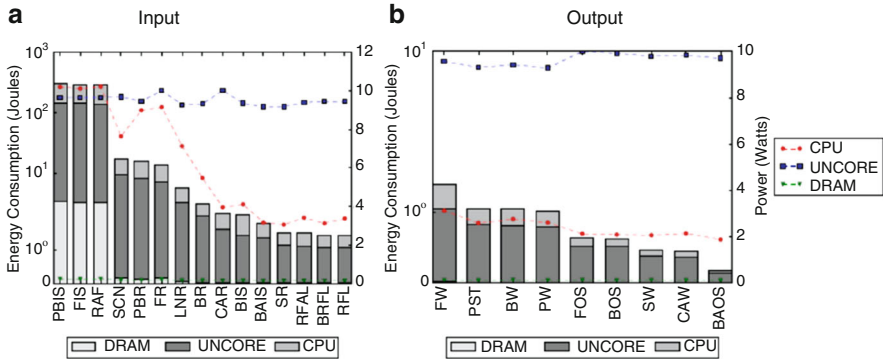 a Input
Energy Consumption (Joules)
10³
10²
10¹
10⁰
0
12
10
8
6
4
2
0
PBIS
FIS
RAF
SCN
PBR
FR
LNR
BR
CAR
BIS
BAIS
SR
RFAL
BRFL
RFL
DRAM UNCORE CPU
b Output
Energy Consumption (Joules)
10¹
10⁰
0
10
8
6
4
2
0
Power (Watts)
FW
PST
BW
PW
FOS
BOS
SW
CAW
BAOS
DRAM UNCORE CPU
CPU
UNCORE
DRAM